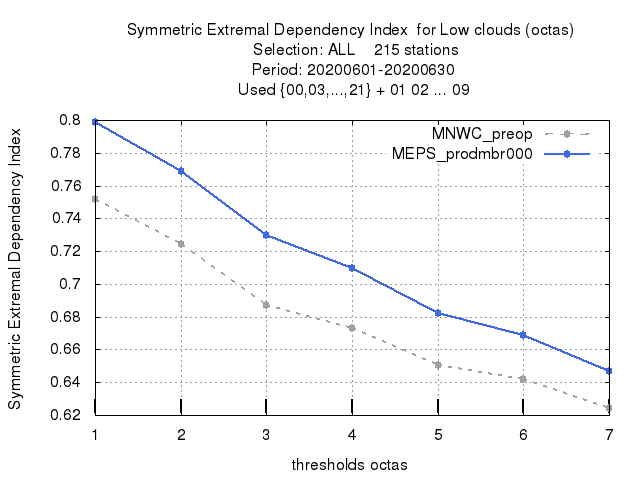 Symmetric Extremal Dependency Index  for Low clouds (octas)
Selection: ALL    215 stations
Period: 20200601-20200630
Used {00,03,...,21} + 01 02 ... 09
Symmetric Extremal Dependency Index
0.8
0.78
0.76
0.74
0.72
0.7
0.68
0.66
0.64
0.62
MNWC_preop
MEPS_prodmbr000
1 2 3 4 5 6 7
thresholds octas